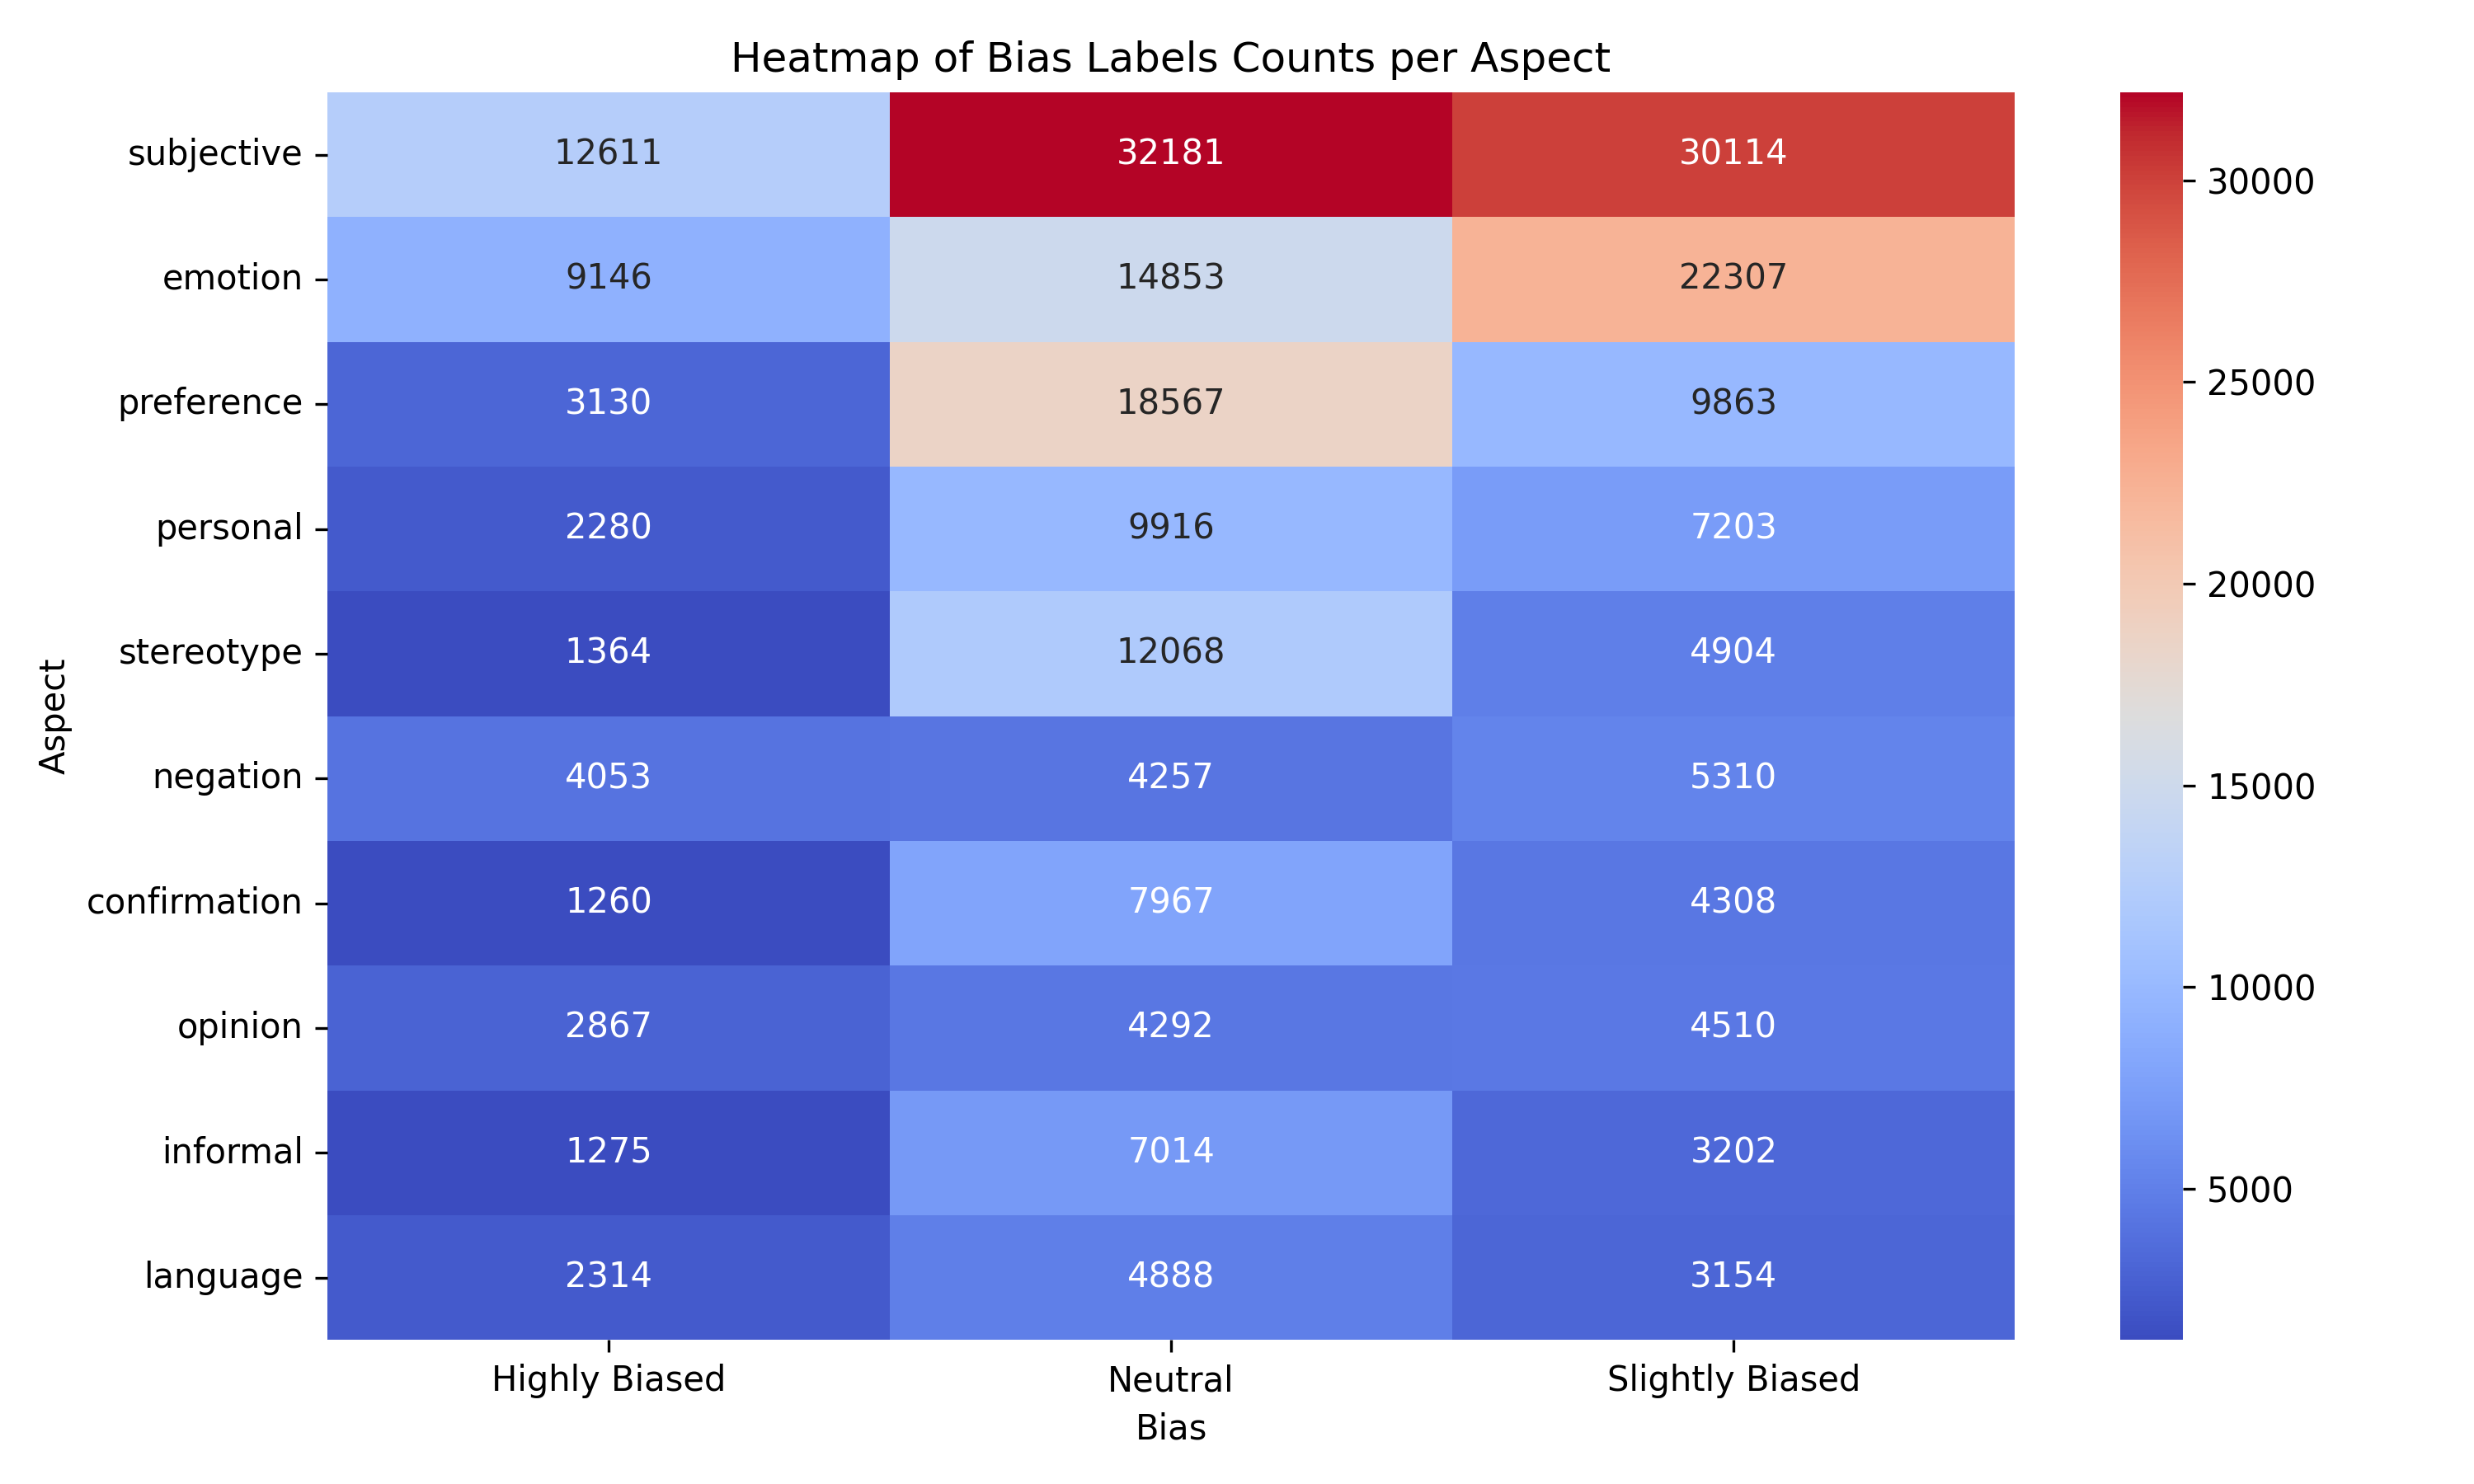 Heatmap of Bias Labels Counts per Aspect
subjective 12611 32181 30114
emotion 9146 14853 22307
preference 3130 18567 9863
personal 2280 9916 7203
stereotype 1364 12068 4904
negation 4053 4257 5310
confirmation 1260 7967 4308
opinion 2867 4292 4510
informal 1275 7014 3202
language 2314 4888 3154
Highly Biased Neutral Slightly Biased
Bias
Aspect
30000
25000
20000
15000
10000
5000